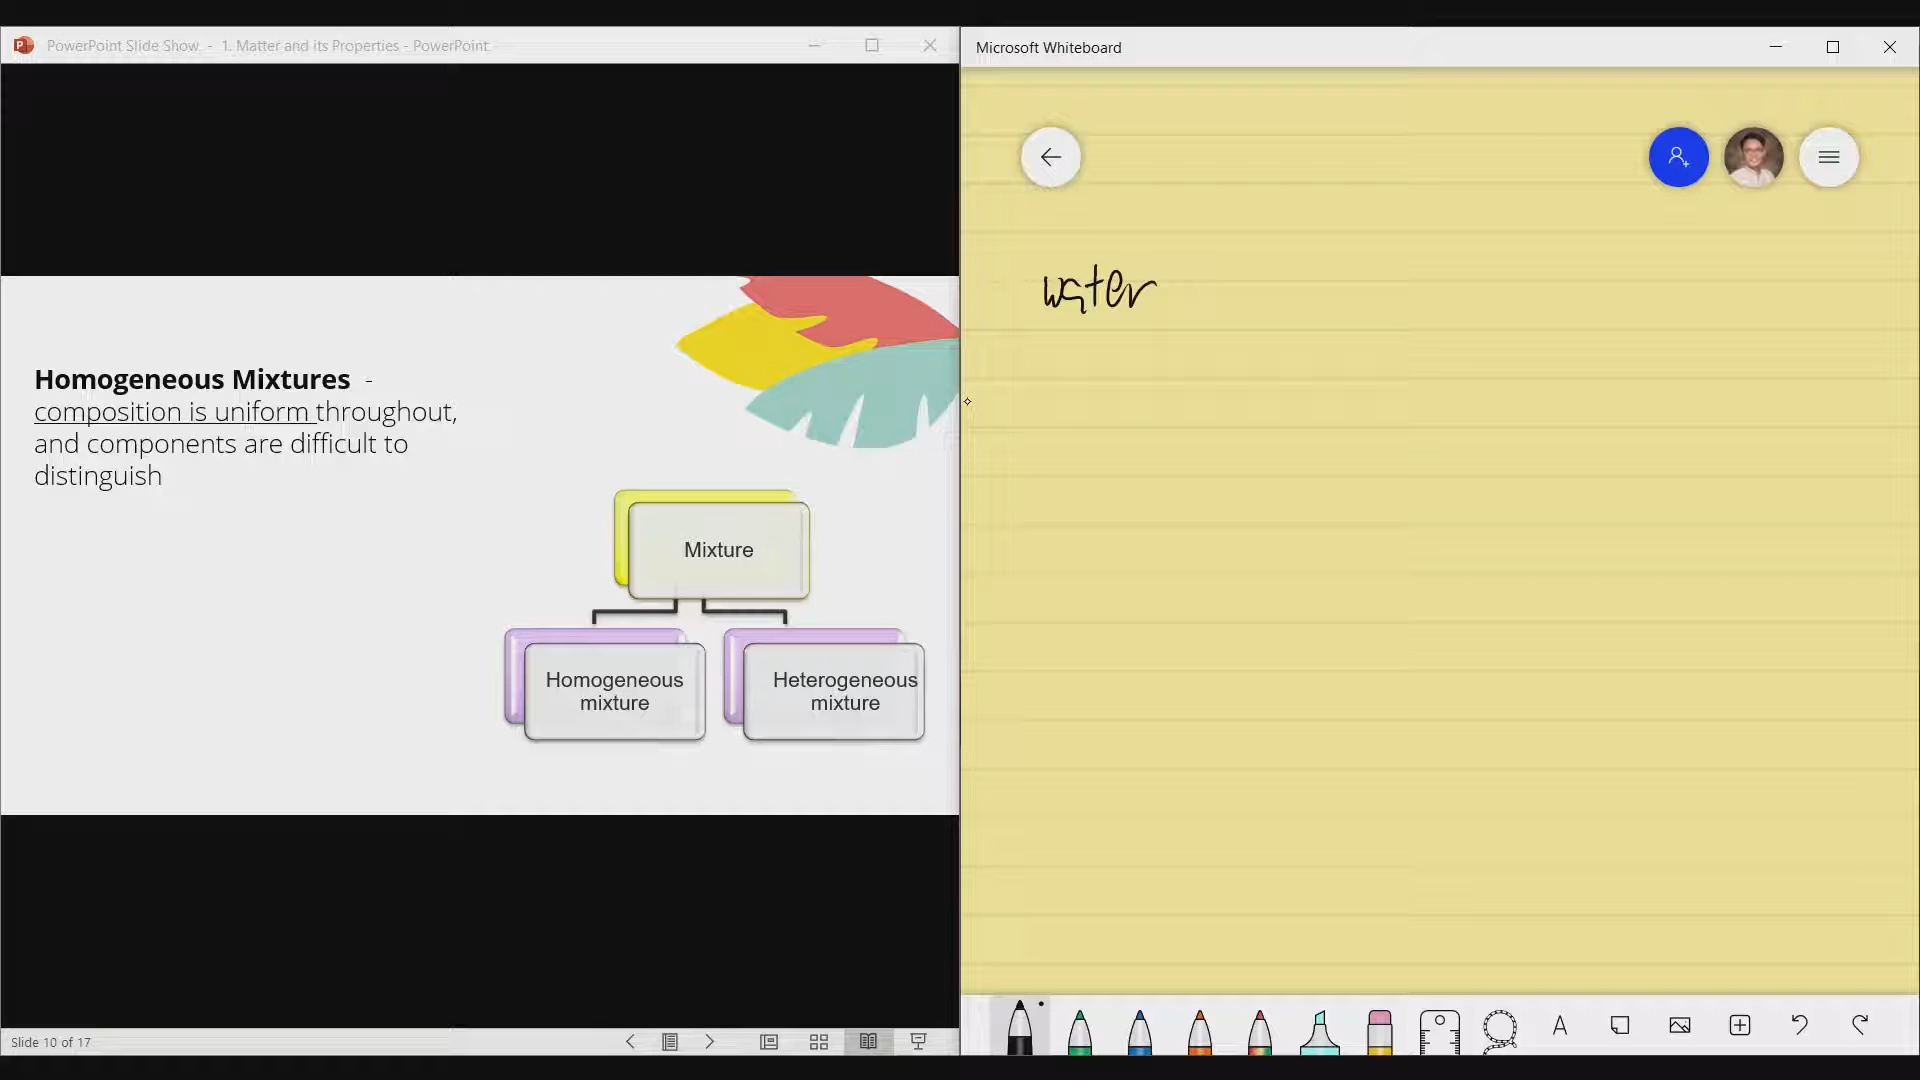 PowerPoint Slide Show - 1. Matter and its Properties - PowerPoint
Microsoft Whiteboard
water
Homogeneous Mixtures -
composition is uniform throughout,
and components are difficult to
distinguish
Mixture
Homogeneous
mixture
Heterogeneous
mixture
Slide 10 of 17